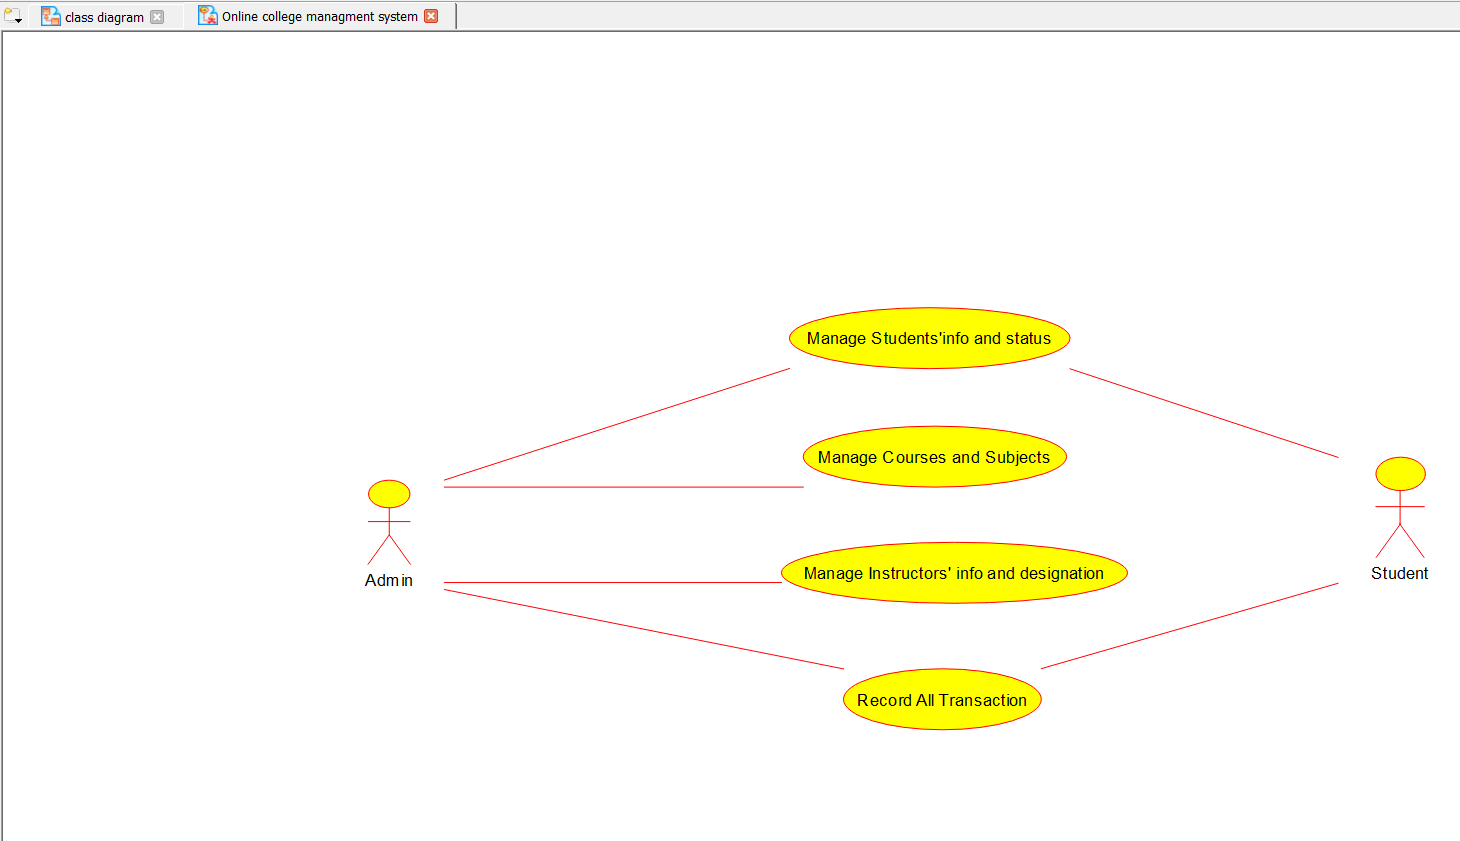 class diagram
Online college managment system
Manage Students'info and status
Manage Courses and Subjects
Admin
Manage Instructors' info and designation
Student
Record All Transaction